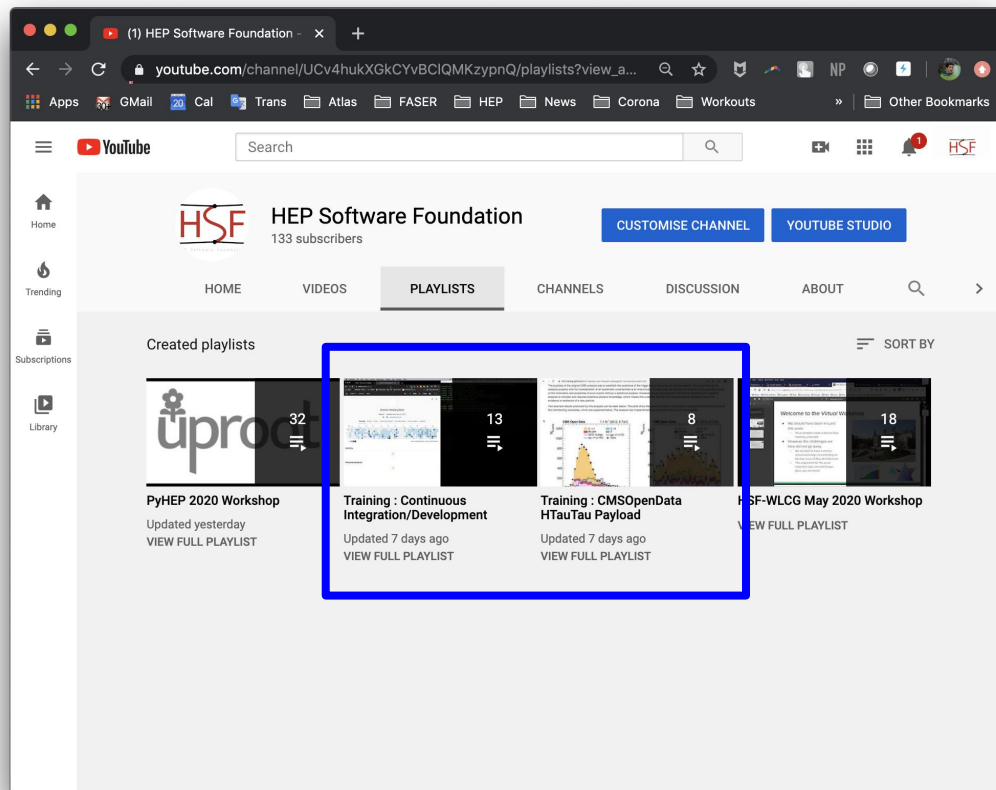 (1) HEP Software Foundation -
youtube.com/channel/UCv4hukXGkCYvBClQMKzypnQ/playlists?view_a...
NP
Apps GMail 20 Cal Trans Atlas FASER HEP News Corona Workouts » Other Bookmarks
YouTube Search 1 HSF
Home
Trending
Subscriptions
Library
HSF
HEP Software Foundation
133 subscribers
CUSTOMISE CHANNEL YOUTUBE STUDIO
HOME VIDEOS PLAYLISTS CHANNELS DISCUSSION ABOUT
Created playlists SORT BY
uproot
32
13
8
Welcome to the Virtual
18
PyHEP 2020 Workshop
Updated yesterday
VIEW FULL PLAYLIST
Training : Continuous
Integration/Development
Updated 7 days ago
VIEW FULL PLAYLIST
Training : CMSOpenData
HTauTau Payload
Updated 7 days ago
VIEW FULL PLAYLIST
HSF-WLCG May 2020 Workshop
VIEW FULL PLAYLIST